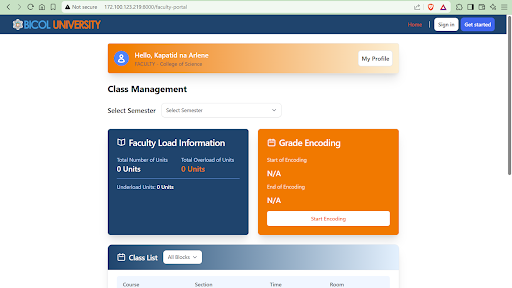 Not secure 172.100.123.219:8000/faculty-portal
BICOL UNIVERSITY
Home
Sign in
Get started
Hello, Kapatid na Arlene
FACULTY - College of Science
My Profile
Class Management
Select Semester
Select Semester
Faculty Load Information
Total Number of Units
Total Overload of Units
0 Units
0 Units
Underload Units: 0 Units
Grade Encoding
Start of Encoding
N/A
End of Encoding
N/A
Start Encoding
Class List
All Blocks
Course
Section
Time
Room